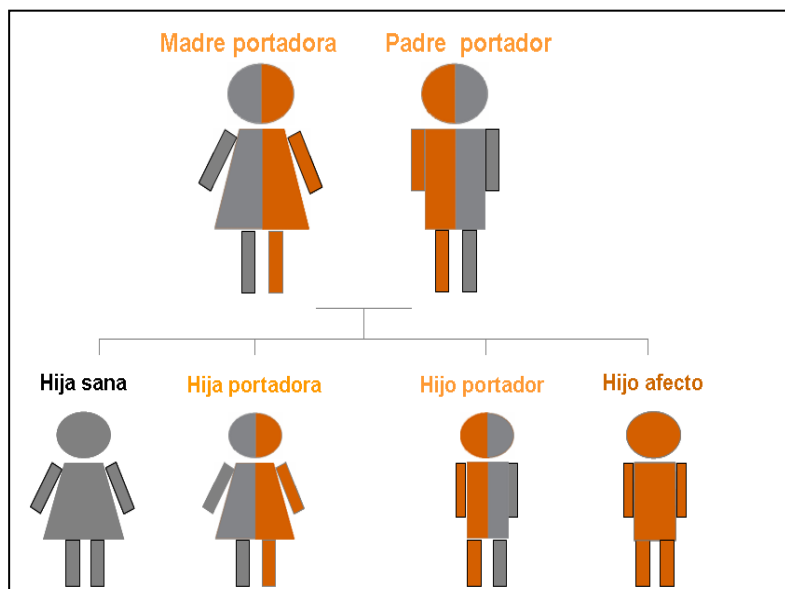 Madre portadora
Padre portador
Hija sana
Hija portadora
Hijo portador
Hijo afecto